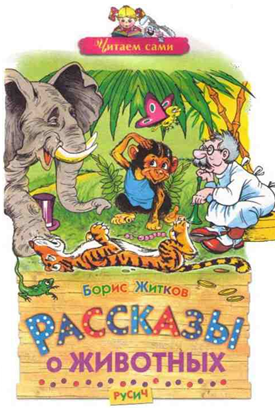 Читаем сами
Борис Житков
РАССКАЗЫ
О ЖИВОТНЫХ
РУСИЧ